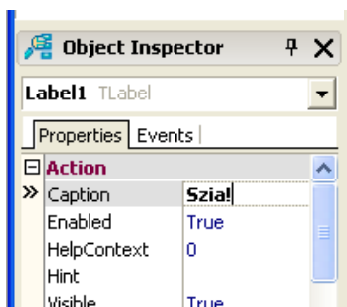 Object Inspector
Label1 TLabel
Properties Events
Action
Caption Szia!
Enabled True
HelpContext 0
Hint
Visible True